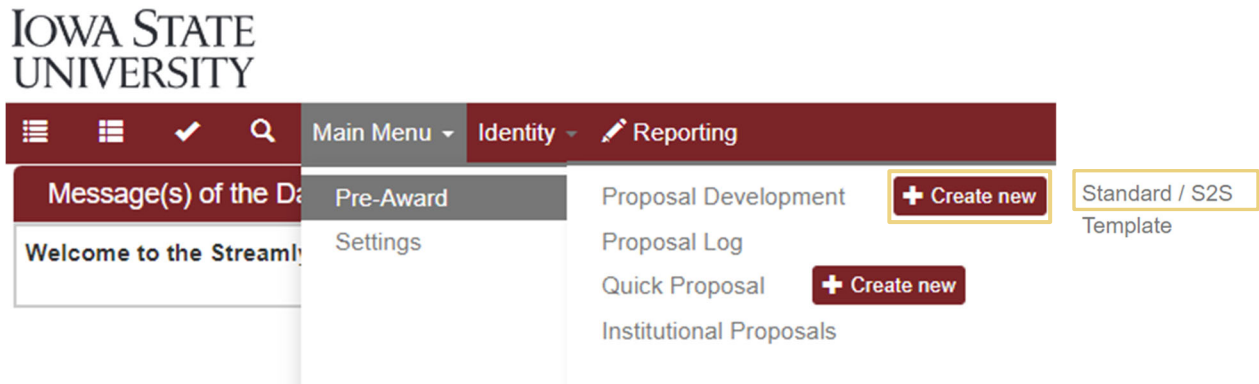 IOWA STATE
UNIVERSITY
Main Menu Identity Reporting
Message(s) of the Da
Pre-Award
Proposal Development
Create new
Standard / S2S
Template
Welcome to the Streaml
Settings
Proposal Log
Quick Proposal
Create new
Institutional Proposals